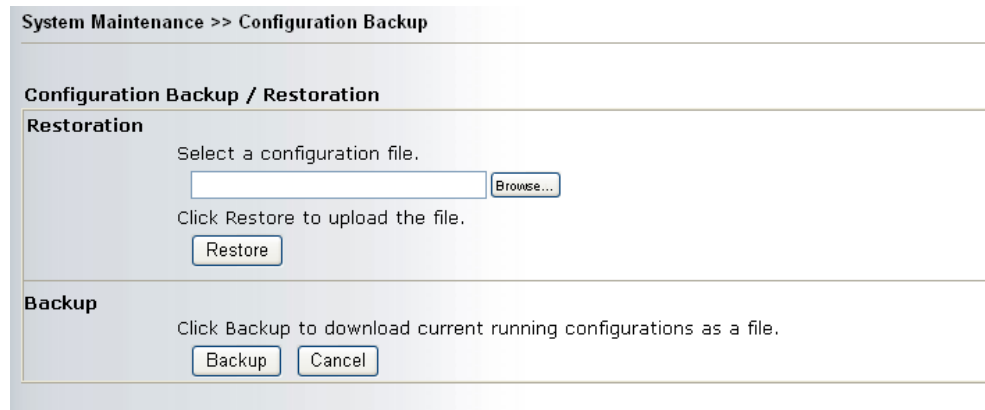 System Maintenance >> Configuration Backup
Configuration Backup / Restoration
Restoration
Select a configuration file.
Browse...
Click Restore to upload the file.
Restore
Backup
Click Backup to download current running configurations as a file.
Backup Cancel